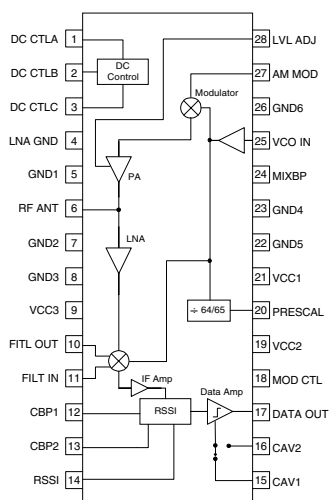 DC CTLA 1
DC CTLB 2
DC CTLC 3
LNA GND 4
GND1 5
RF ANT 6
GND2 7
GND3 8
VCC3 9
FITL OUT 10
FILT IN 11
CBP1 12
CBP2 13
RSSI 14
DC
Control
Modulator
PA
LNA
÷ 64/65
IF Amp
RSSI
Data Amp
28 LVL ADJ
27 AM MOD
26 GND6
25 VCO IN
24 MIXBP
23 GND4
22 GND5
21 VCC1
20 PRESCAL
19 VCC2
18 MOD CTL
17 DATA OUT
16 CAV2
15 CAV1